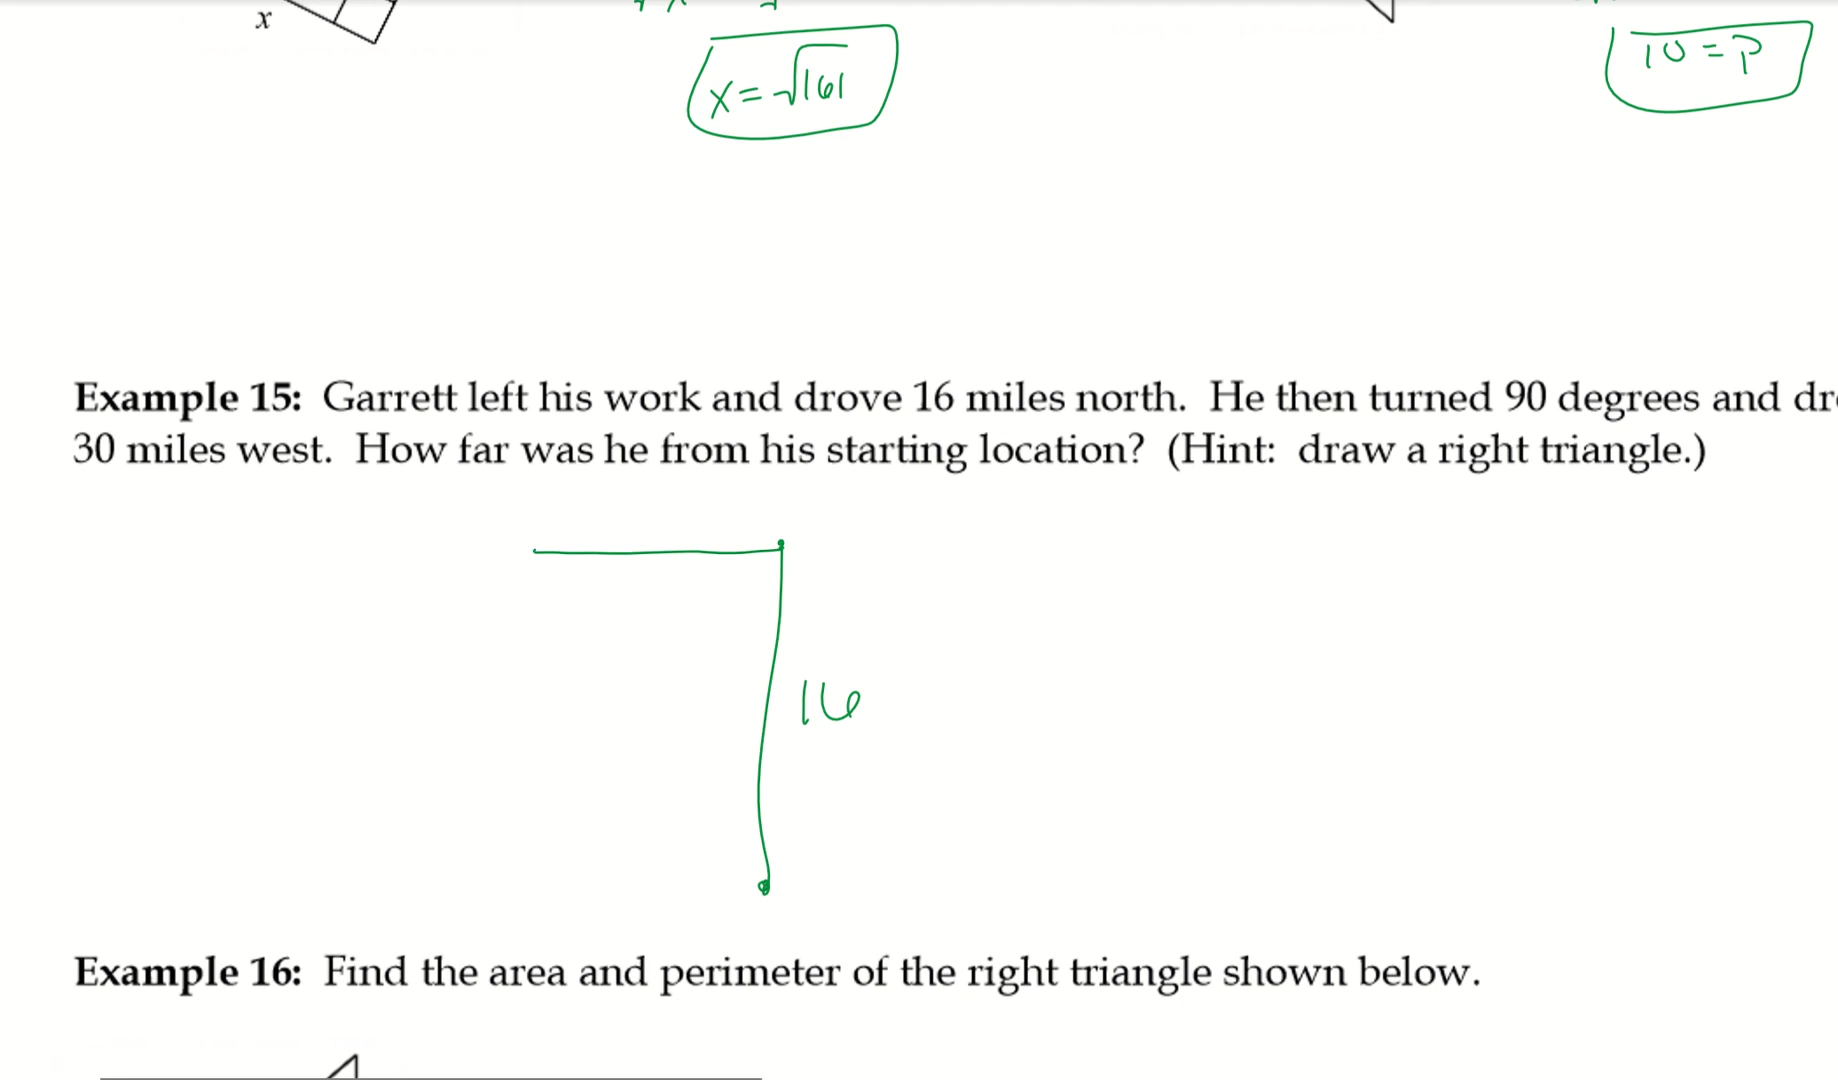 x
x = √161
10 = P
Example 15: Garrett left his work and drove 16 miles north. He then turned 90 degrees and dr
30 miles west. How far was he from his starting location? (Hint: draw a right triangle.)
16
Example 16: Find the area and perimeter of the right triangle shown below.